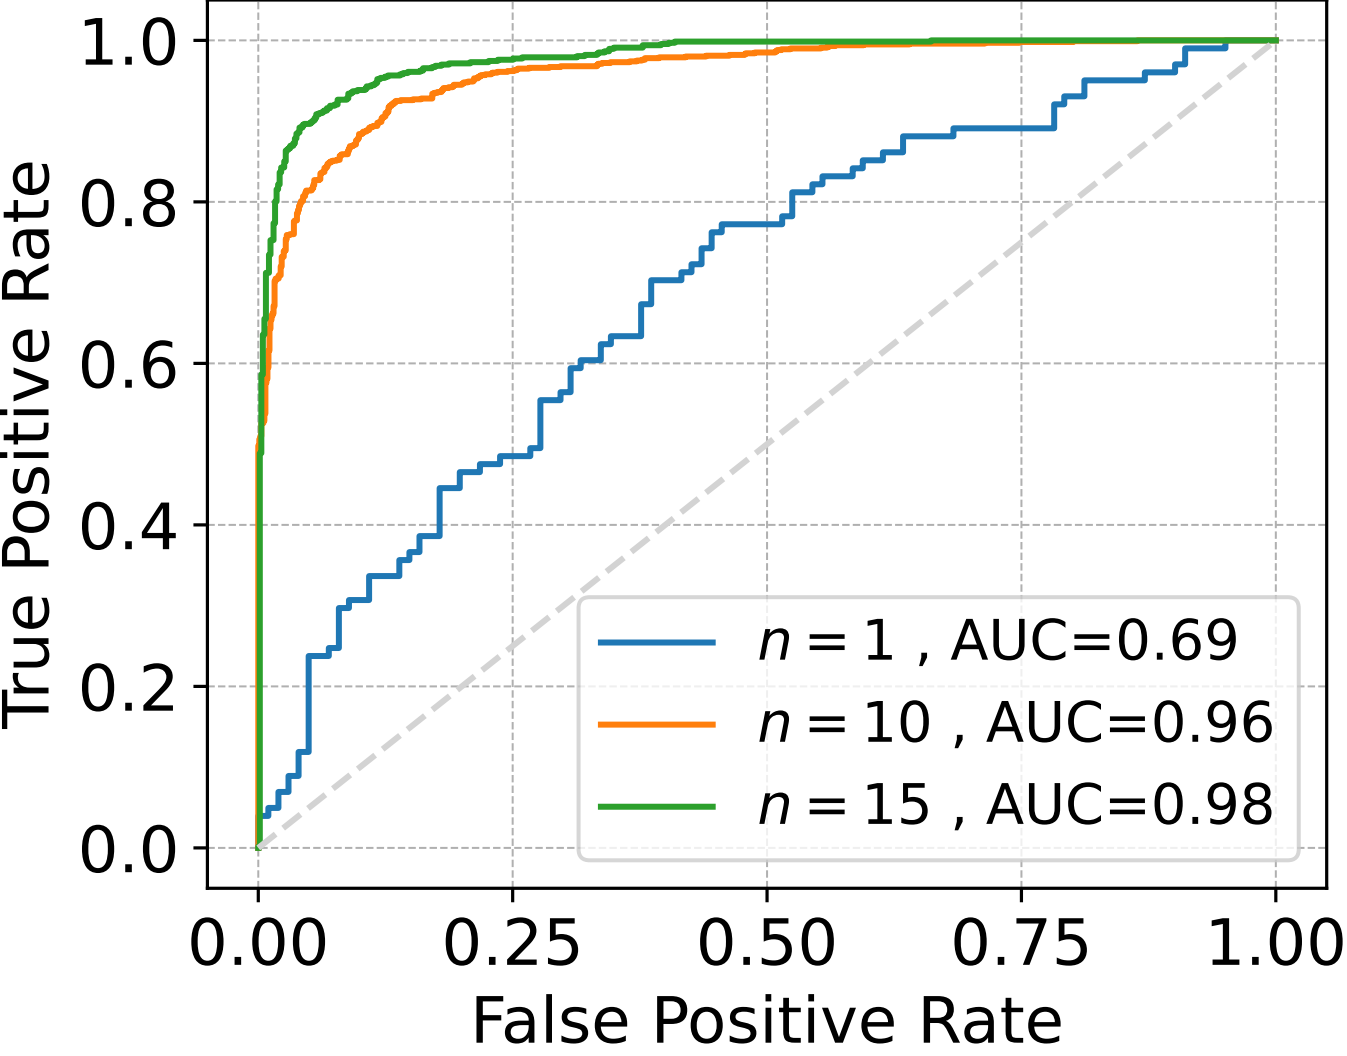 True Positive Rate
1.0
0.8
0.6
0.4
0.2
0.0
n = 1 , AUC=0.69
n = 10 , AUC=0.96
n = 15 , AUC=0.98
0.00 0.25 0.50 0.75 1.00
False Positive Rate